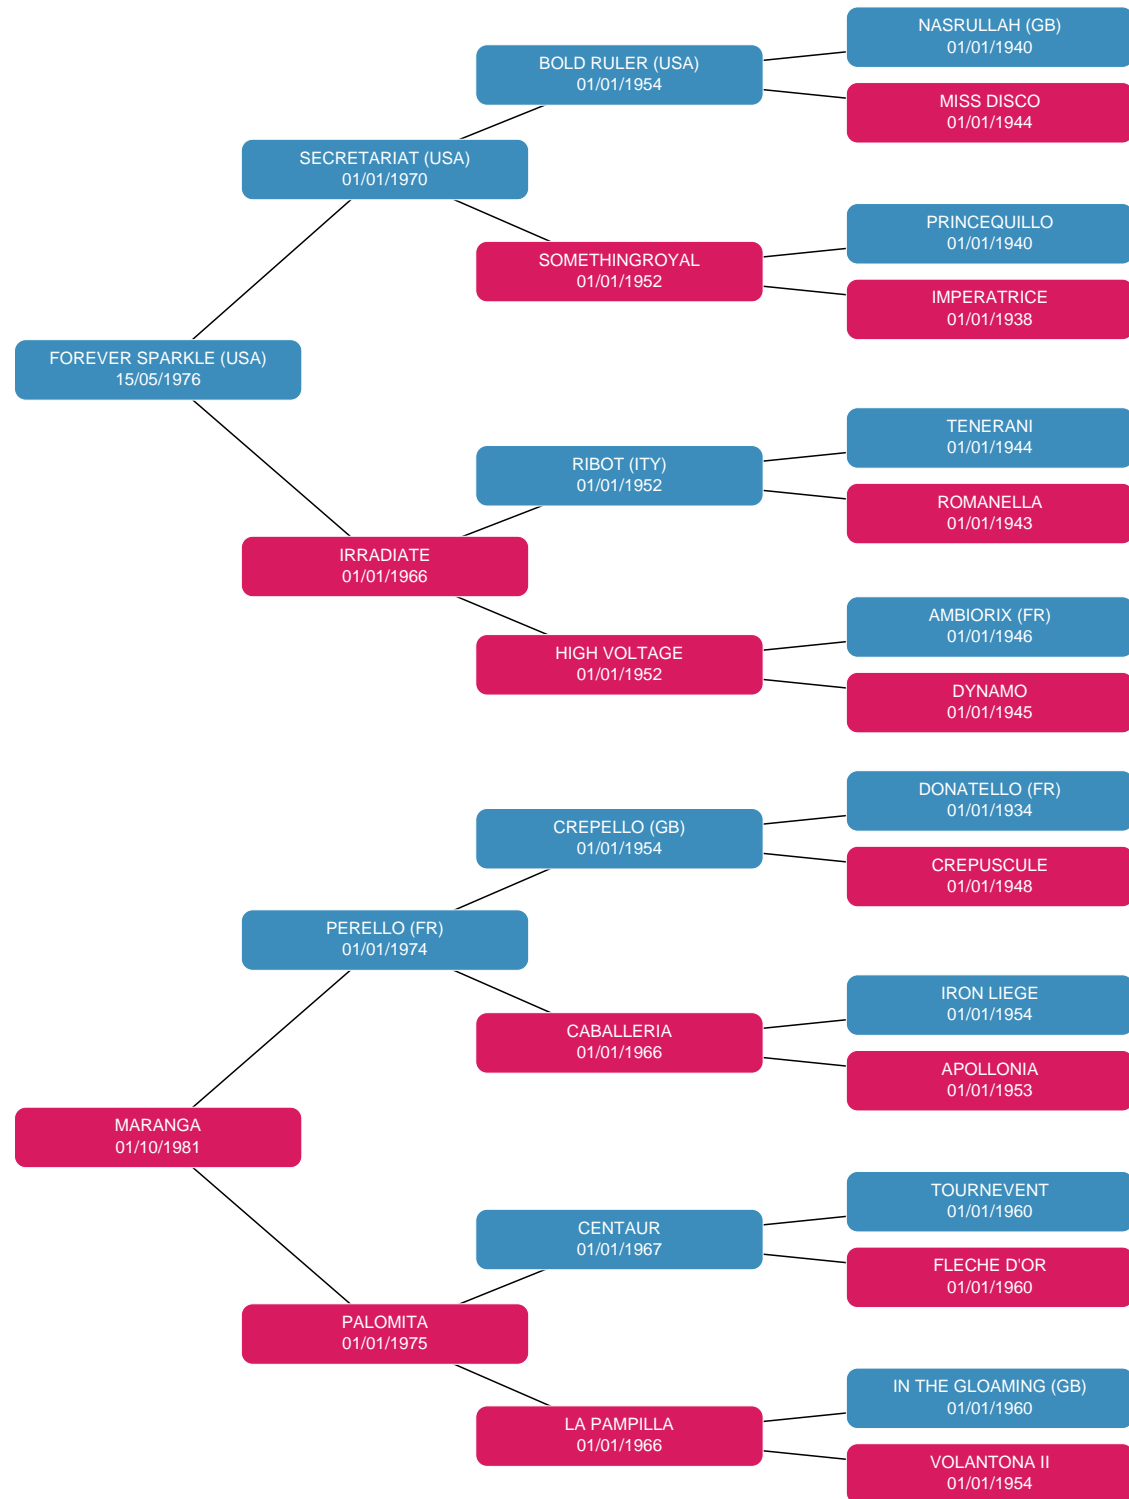 NASRULLAH (GB)
01/01/1940
BOLD RULER (USA)
01/01/1954
MISS DISCO
01/01/1944
SECRETARIAT (USA)
01/01/1970
PRINCEQUILLO
01/01/1940
SOMETHINGROYAL
01/01/1952
IMPERATRICE
01/01/1938
FOREVER SPARKLE (USA)
15/05/1976
TENERANI
01/01/1944
RIBOT (ITY)
01/01/1952
ROMANELLA
01/01/1943
IRRADIATE
01/01/1966
AMBIORIX (FR)
01/01/1946
HIGH VOLTAGE
01/01/1952
DYNAMO
01/01/1945
DONATELLO (FR)
01/01/1934
CREPELLO (GB)
01/01/1954
CREPUSCULE
01/01/1948
PERELLO (FR)
01/01/1974
IRON LIEGE
01/01/1954
CABALLERIA
01/01/1966
APOLLONIA
01/01/1953
MARANGA
01/10/1981
TOURNEVENT
01/01/1960
CENTAUR
01/01/1967
FLECHE D'OR
01/01/1960
PALOMITA
01/01/1975
IN THE GLOAMING (GB)
01/01/1960
LA PAMPILLA
01/01/1966
VOLANTONA II
01/01/1954